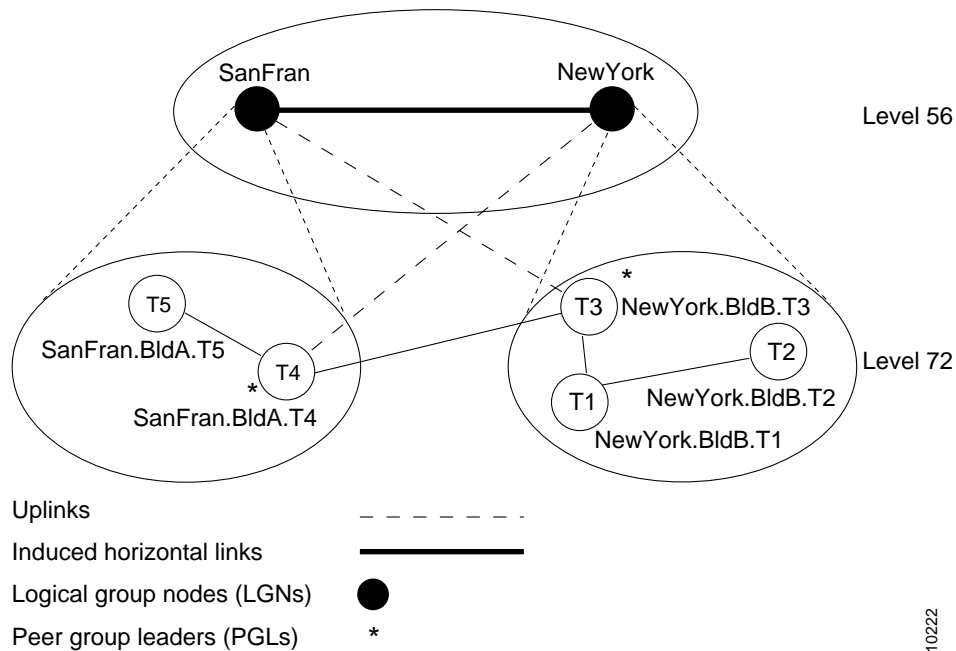 SanFran
NewYork
Level 56
T5
SanFran.BldA.T5
T4
*
SanFran.BldA.T4
*
T3
NewYork.BldB.T3
T2
NewYork.BldB.T2
T1
NewYork.BldB.T1
Level 72
Uplinks
Induced horizontal links
Logical group nodes (LGNs)
Peer group leaders (PGLs) *
10222